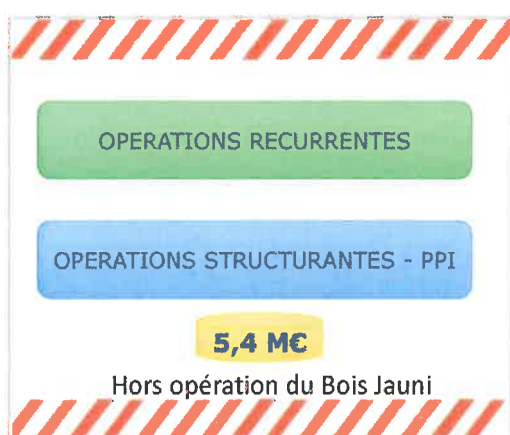 OPERATIONS RECURRENTES
OPERATIONS STRUCTURANTES - PPI
5,4 M€
Hors opération du Bois Jauni